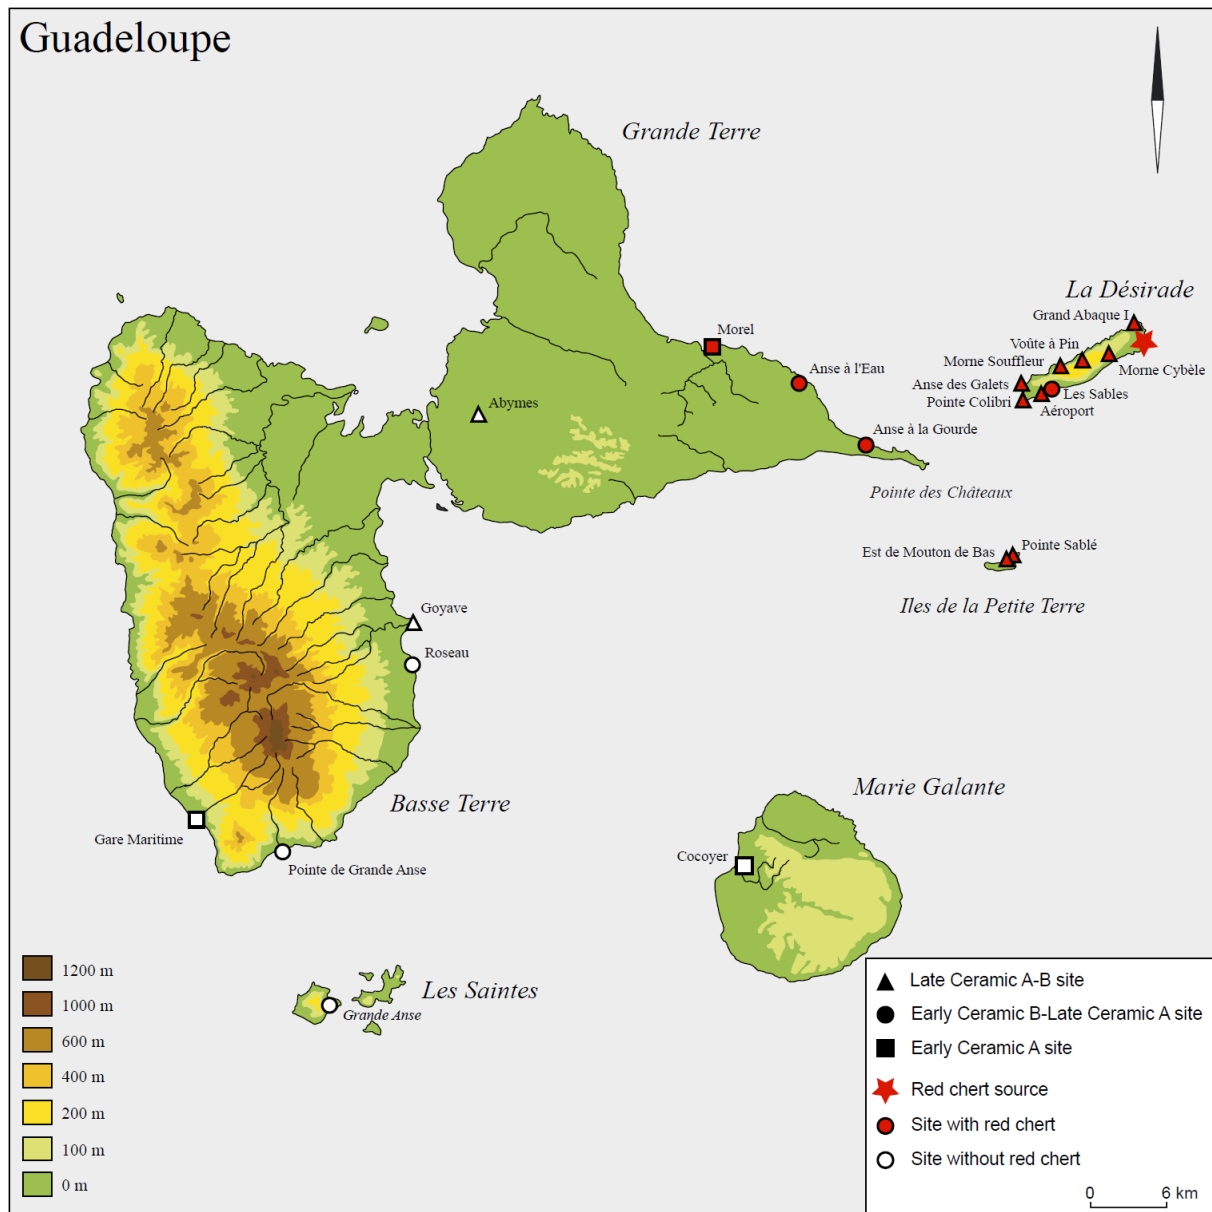 Guadeloupe
Grande Terre
La Désirade
Grand Abaque I
Morel
Voûte à Pin
Morne Souffleur
Morne Cybèle
Anse à l'Eau
Anse des Galets
Les Sables
Pointe Colibri
Aéroport
Abymes
Anse à la Gourde
Pointe des Châteaux
Est de Mouton de Bas
Pointe Sablé
Iles de la Petite Terre
Goyave
Roseau
Basse Terre
Marie Galante
Gare Maritime
Pointe de Grande Anse
Cocoyer
Les Saintes
Grande Anse
1200 m
1000 m
600 m
400 m
200 m
100 m
0 m
Late Ceramic A-B site
Early Ceramic B-Late Ceramic A site
Early Ceramic A site
Red chert source
Site with red chert
Site without red chert
0 6 km